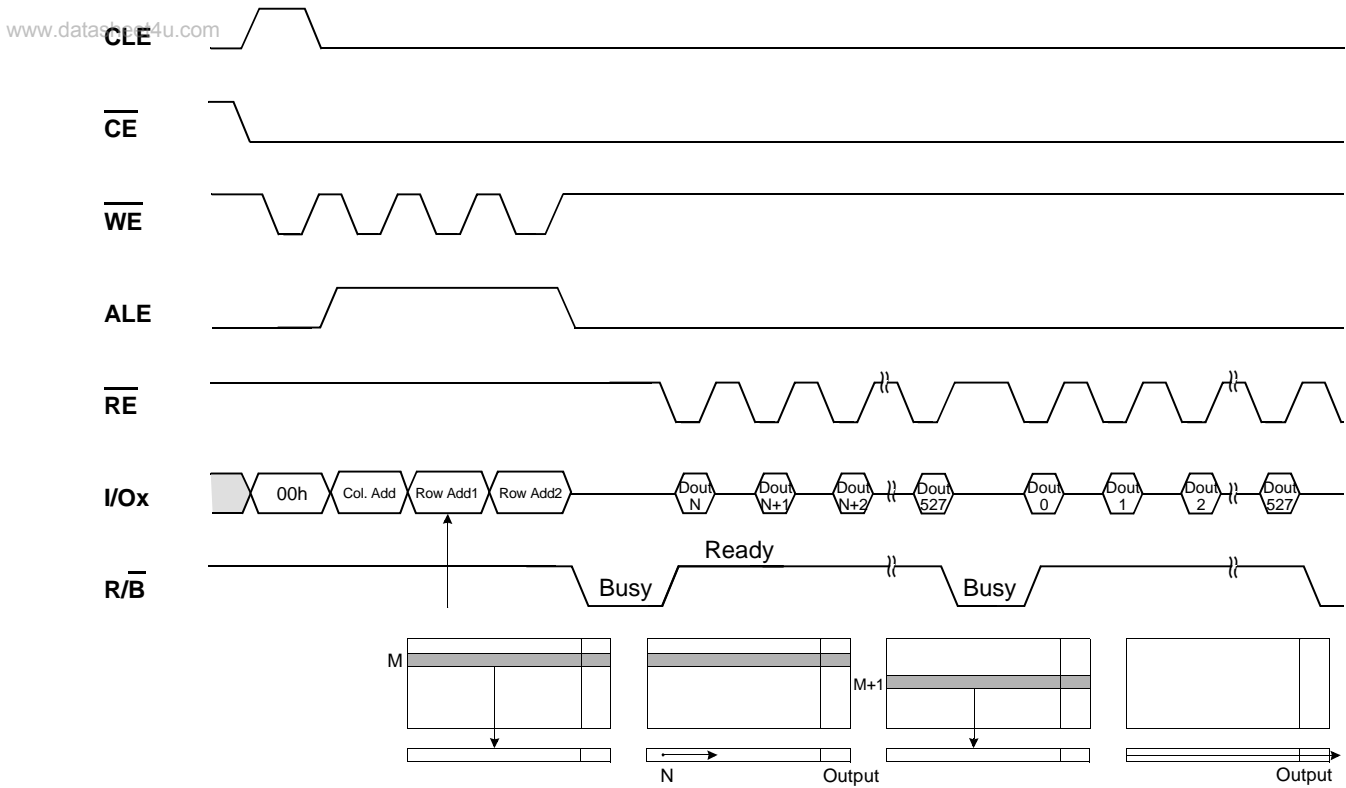 www.datasheet4u.com
CLE
CE
WE
ALE
RE
I/Ox 00h Col. Add Row Add1 Row Add2 Dout N Dout N+1 Dout N+2 Dout 527 Dout 0 Dout 1 Dout 2 Dout 527
Ready
R/B Busy Busy
M
M+1
N Output Output